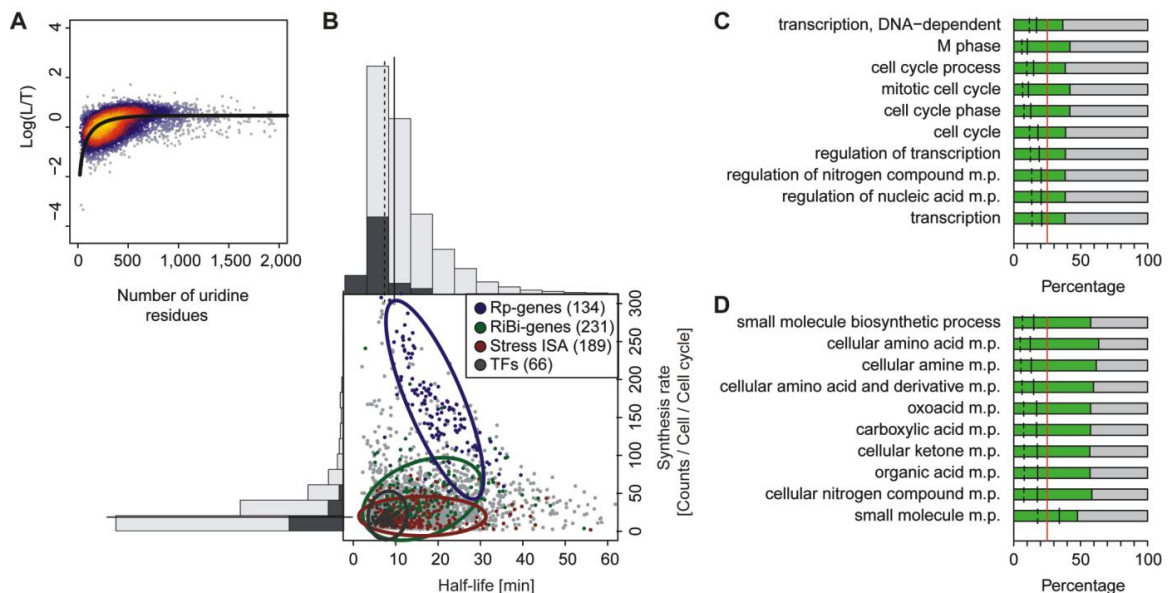 A
4
2
0
−2
−4
Log(L/T)
0 500 1,000 1,500 2,000
Number of uridine
residues
B
Rp-genes (134)
RiBi-genes (231)
Stress ISA (189)
TFs (66)
300
250
200
150
100
50
0
Synthesis rate
[Counts / Cell / Cell cycle]
0 10 20 30 40 50 60
Half-life [min]
C
transcription, DNA−dependent
M phase
cell cycle process
mitotic cell cycle
cell cycle phase
cell cycle
regulation of transcription
regulation of nitrogen compound m.p.
regulation of nucleic acid m.p.
transcription
0 50 100
Percentage
D
small molecule biosynthetic process
cellular amino acid m.p.
cellular amine m.p.
cellular amino acid and derivative m.p.
oxoacid m.p.
carboxylic acid m.p.
cellular ketone m.p.
organic acid m.p.
cellular nitrogen compound m.p.
small molecule m.p.
0 50 100
Percentage